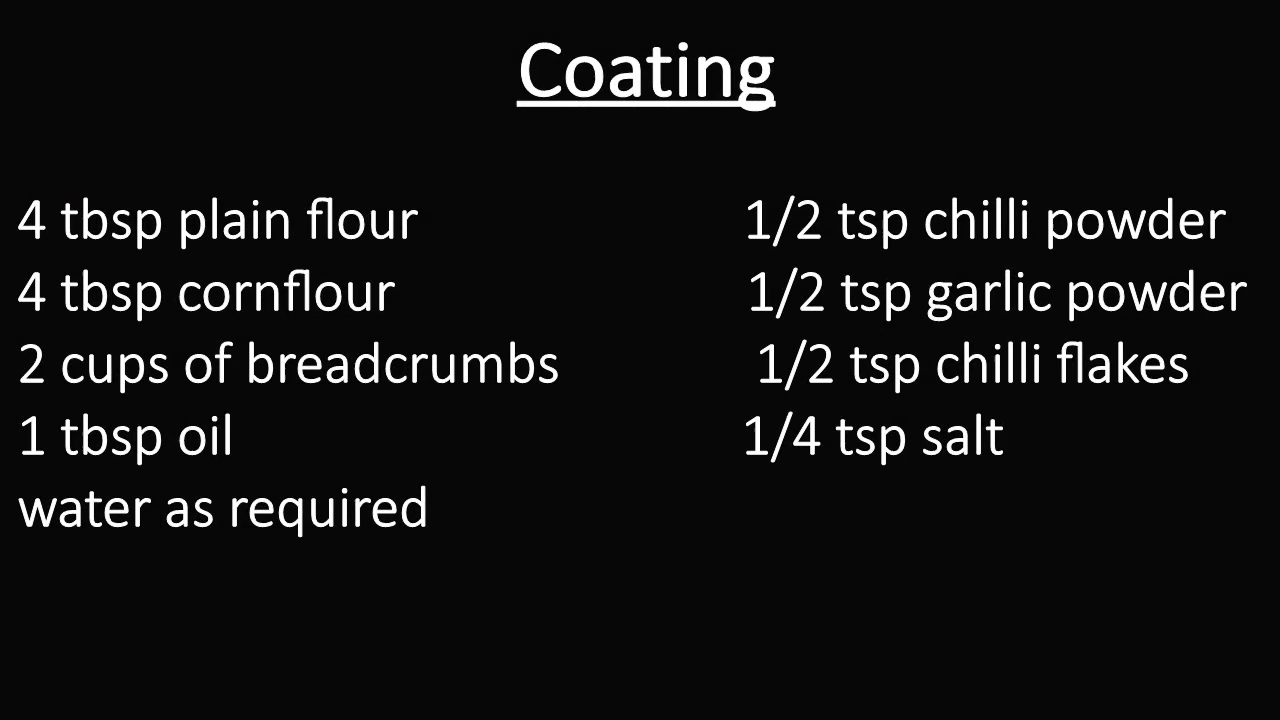 Coating
4 tbsp plain flour
4 tbsp cornflour
2 cups of breadcrumbs
1 tbsp oil
water as required
1/2 tsp chilli powder
1/2 tsp garlic powder
1/2 tsp chilli flakes
1/4 tsp salt